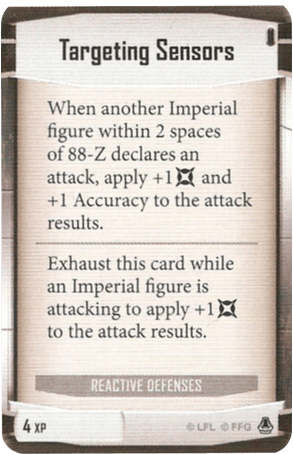 Targeting Sensors
When another Imperial
figure within 2 spaces
of 88-Z declares an
attack, apply +1 and
+1 Accuracy to the attack
results.
Exhaust this card while
an Imperial figure is
attacking to apply +1
to the attack results.
REACTIVE DEFENSES
4 XP
© LFL © FFG